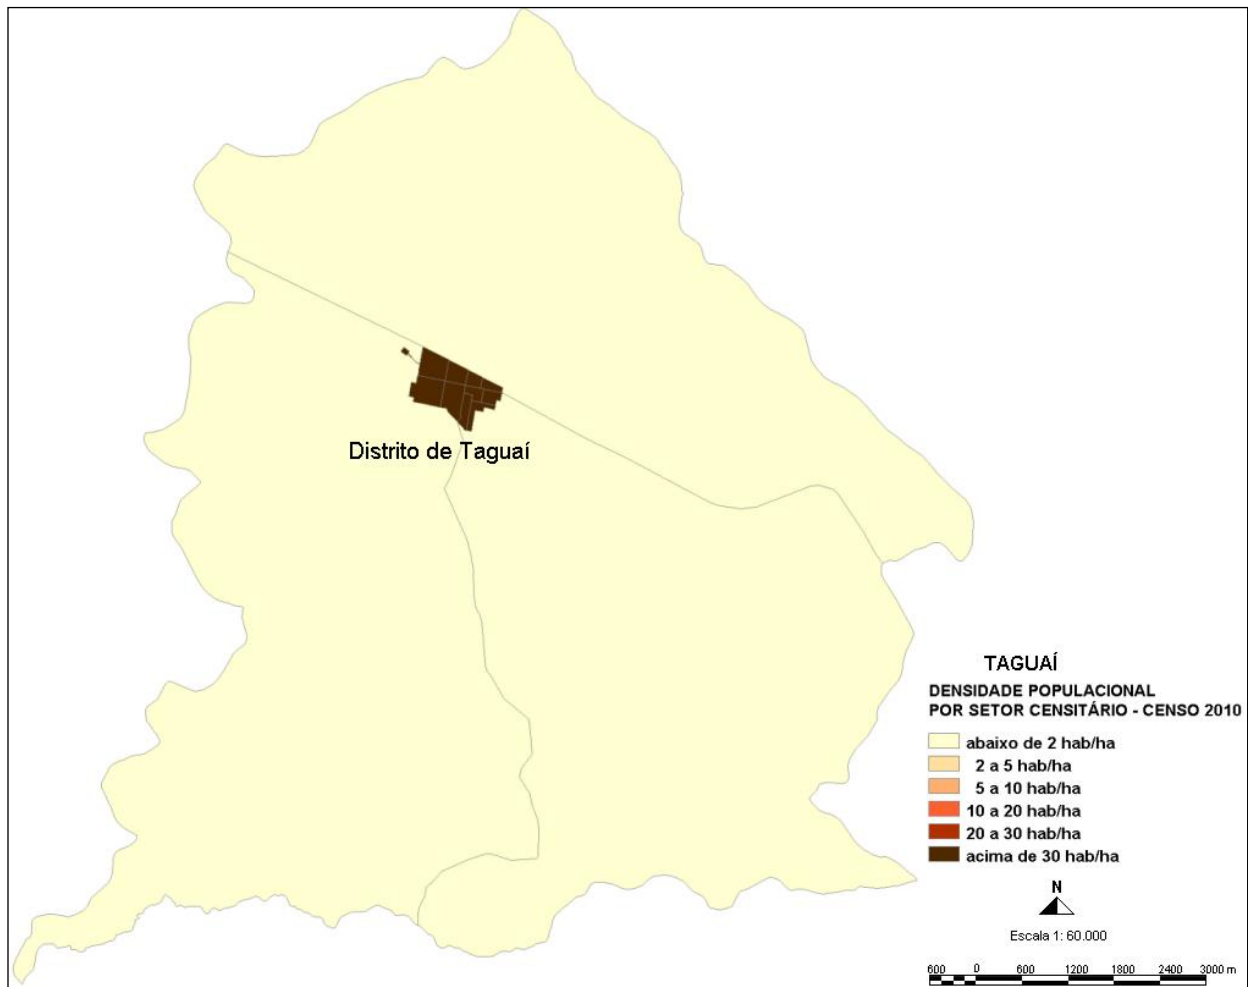 Distrito de Taguaí
TAGUAÍ
DENSIDADE POPULACIONAL
POR SETOR CENSITÁRIO - CENSO 2010
abaixo de 2 hab/ha
2 a 5 hab/ha
5 a 10 hab/ha
10 a 20 hab/ha
20 a 30 hab/ha
acima de 30 hab/ha
N
Escala 1: 60.000
600 0 600 1200 1800 2400 3000 m